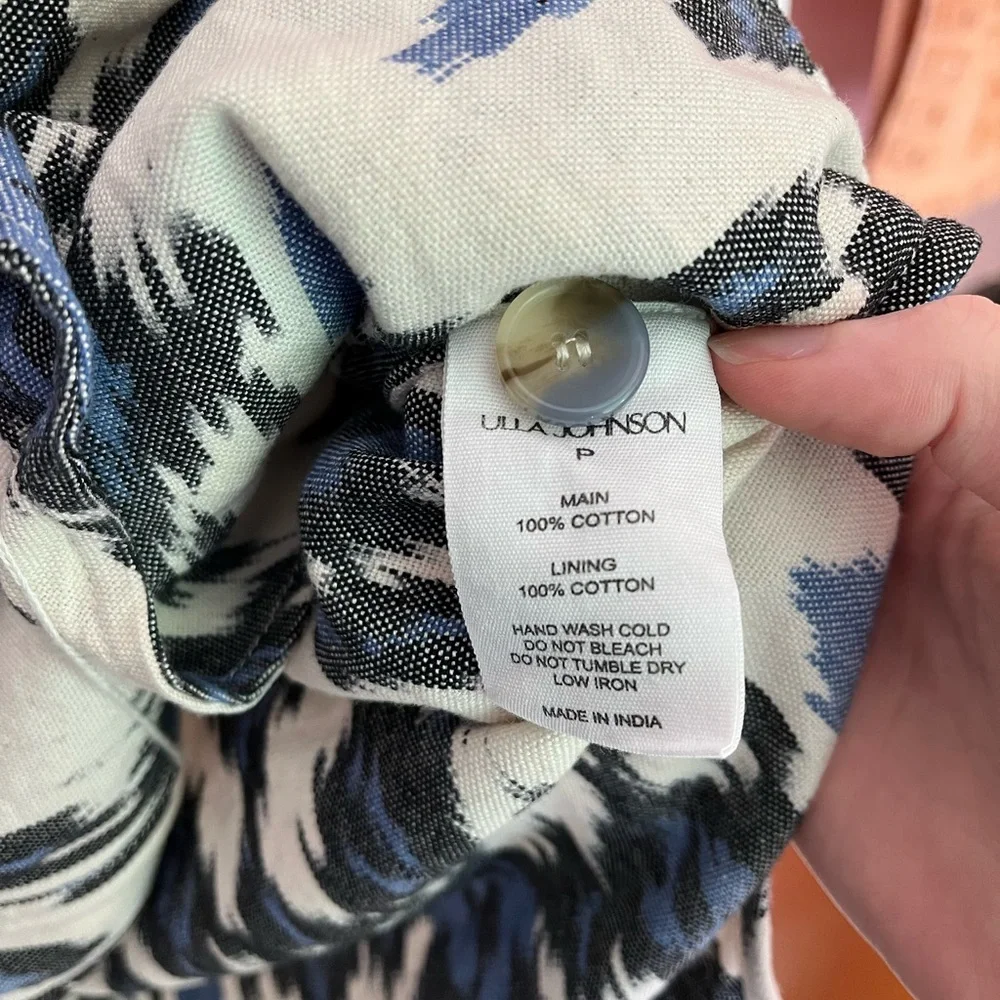 ULLA JOHNSON
P
MAIN
100% COTTON
LINING
100% COTTON
HAND WASH COLD
DO NOT BLEACH
DO NOT TUMBLE DRY
LOW IRON
MADE IN INDIA